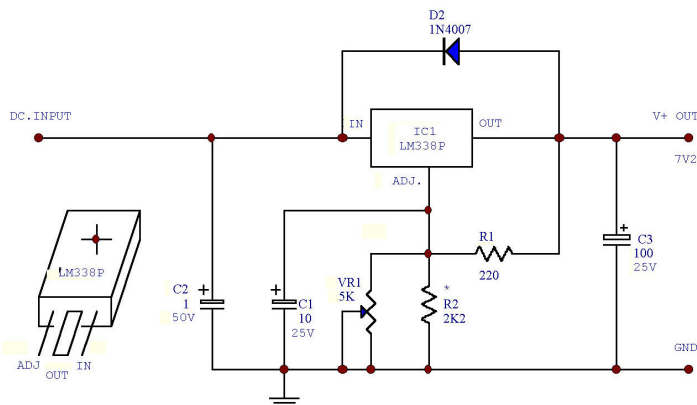 D2
1N4007
DC.INPUT
IN
IC1
LM338P
OUT
V+ OUT
7V2
ADJ.
R1
220
+
C3
100
25V
LM338P
C2
1
50V
+
+
C1
10
25V
VR1
5K
*
R2
2K2
GND
ADJ
OUT
IN